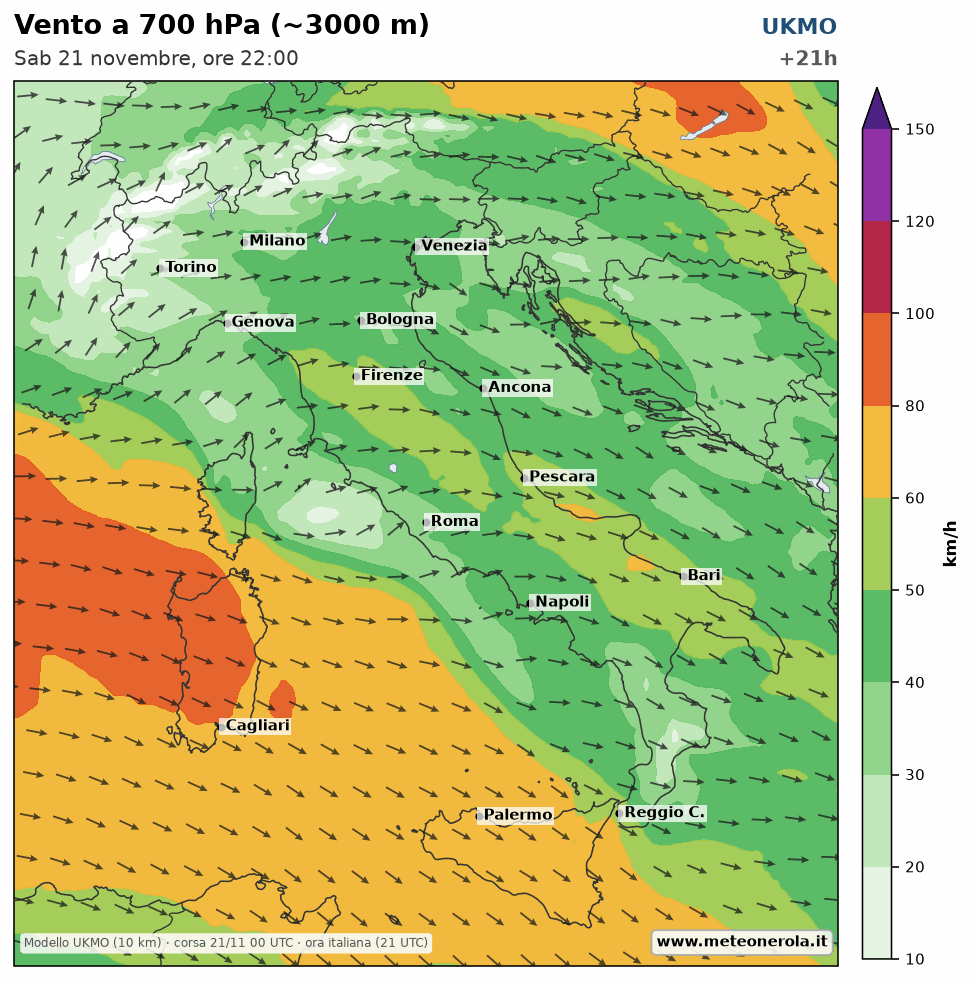 Vento a 700 hPa (~3000 m)
UKMO
Sab 21 novembre, ore 22:00
+21h
150
120
100
80
60
50
40
30
20
10
km/h
Milano
Venezia
Torino
Genova
Bologna
Firenze
Ancona
Pescara
Roma
Bari
Napoli
Cagliari
Palermo
Reggio C.
Modello UKMO (10 km) · corsa 21/11 00 UTC · ora italiana (21 UTC)
www.meteonerola.it